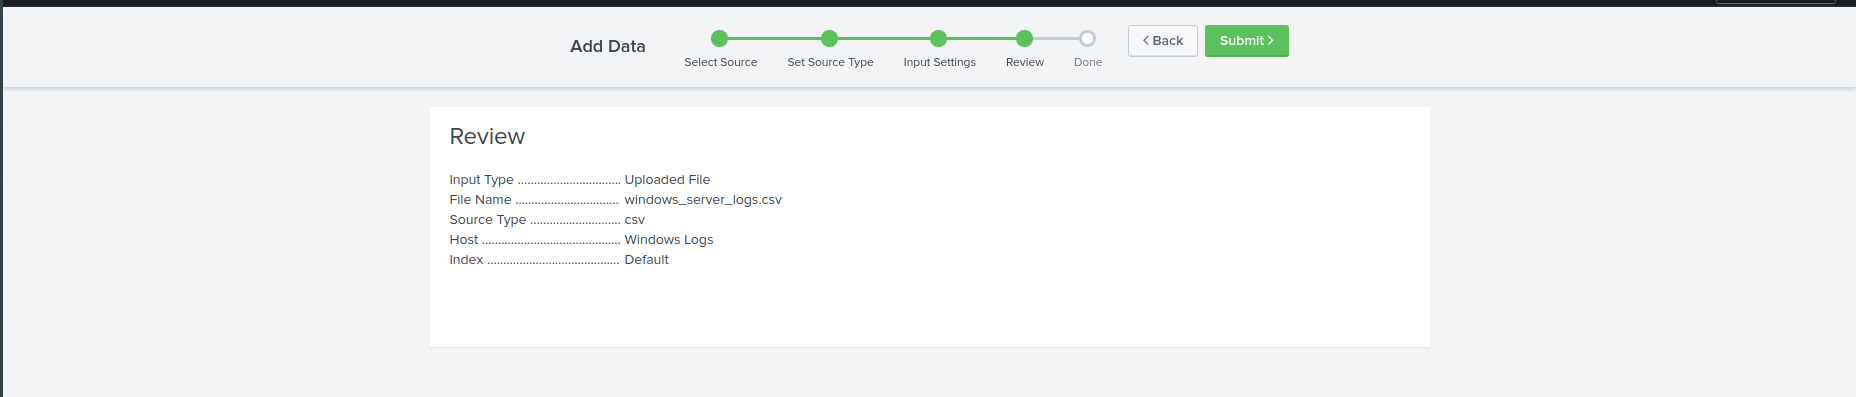 Add Data
Select Source
Set Source Type
Input Settings
Review
Done
< Back
Submit >
Review
Input Type ................................ Uploaded File
File Name ................................ windows_server_logs.csv
Source Type ............................ csv
Host ........................................... Windows Logs
Index ......................................... Default